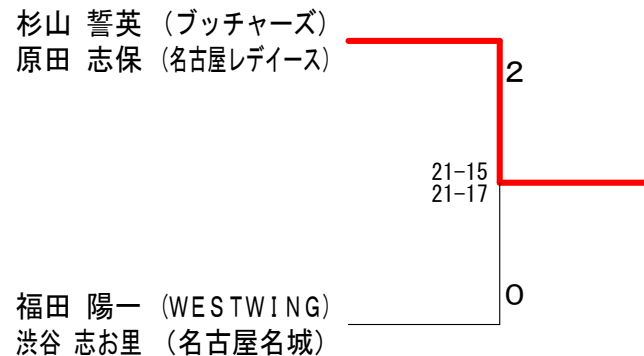 杉山 誓英 (ブッチャーズ)
原田 志保 (名古屋レデイース)
2
21-15
21-17
0
福田 陽一 (WESTWING)
渋谷 志お里 (名古屋名城)